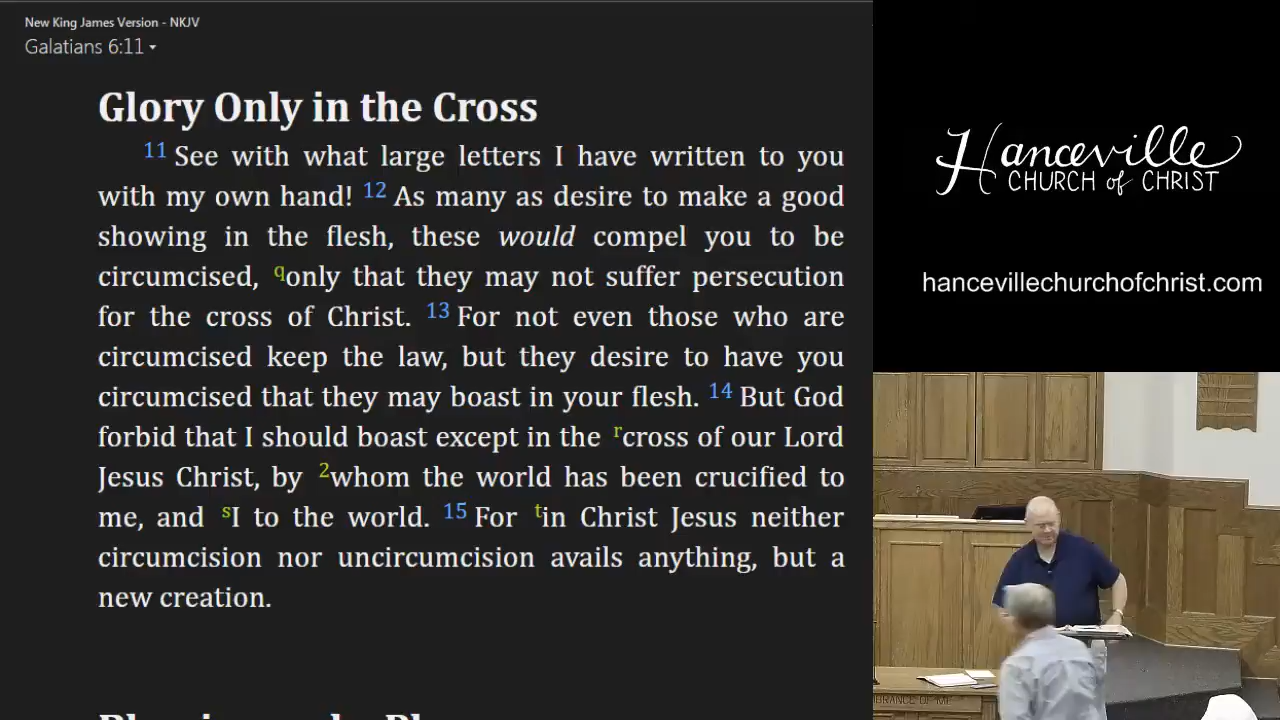 New King James Version - NKJV
Galatians 6:11
Glory Only in the Cross
11 See with what large letters I have written to you
with my own hand! 12 As many as desire to make a good
showing in the flesh, these would compel you to be
circumcised, qonly that they may not suffer persecution
for the cross of Christ. 13 For not even those who are
circumcised keep the law, but they desire to have you
circumcised that they may boast in your flesh. 14 But God
forbid that I should boast except in the rcross of our Lord
Jesus Christ, by 2whom the world has been crucified to
me, and sI to the world. 15 For tin Christ Jesus neither
circumcision nor uncircumcision avails anything, but a
new creation.
Hanceville
CHURCH of CHRIST
hancevillechurchofchrist.com